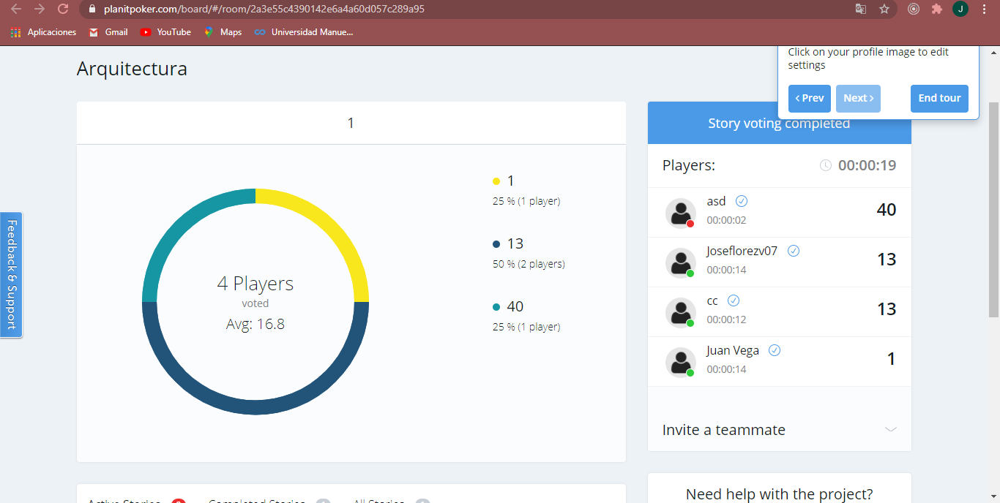 planitpoker.com/board/#/room/2a3e55c4390142e6a4a60d057c289a95
J
Aplicaciones
Gmail
YouTube
Maps
Universidad Manue...
Click on your profile image to edit
settings
‹ Prev
Next ›
End tour
Arquitectura
1
4 Players
voted
Avg: 16.8
1
25 % (1 player)
13
50 % (2 players)
40
25 % (1 player)
Story voting completed
Players:
00:00:19
asd
40
00:00:02
Joseflorezv07
13
00:00:14
cc
13
00:00:12
Juan Vega
1
00:00:14
Invite a teammate
Need help with the project?
Feedback & Support
Active Stories
Completed Stories
All Stories